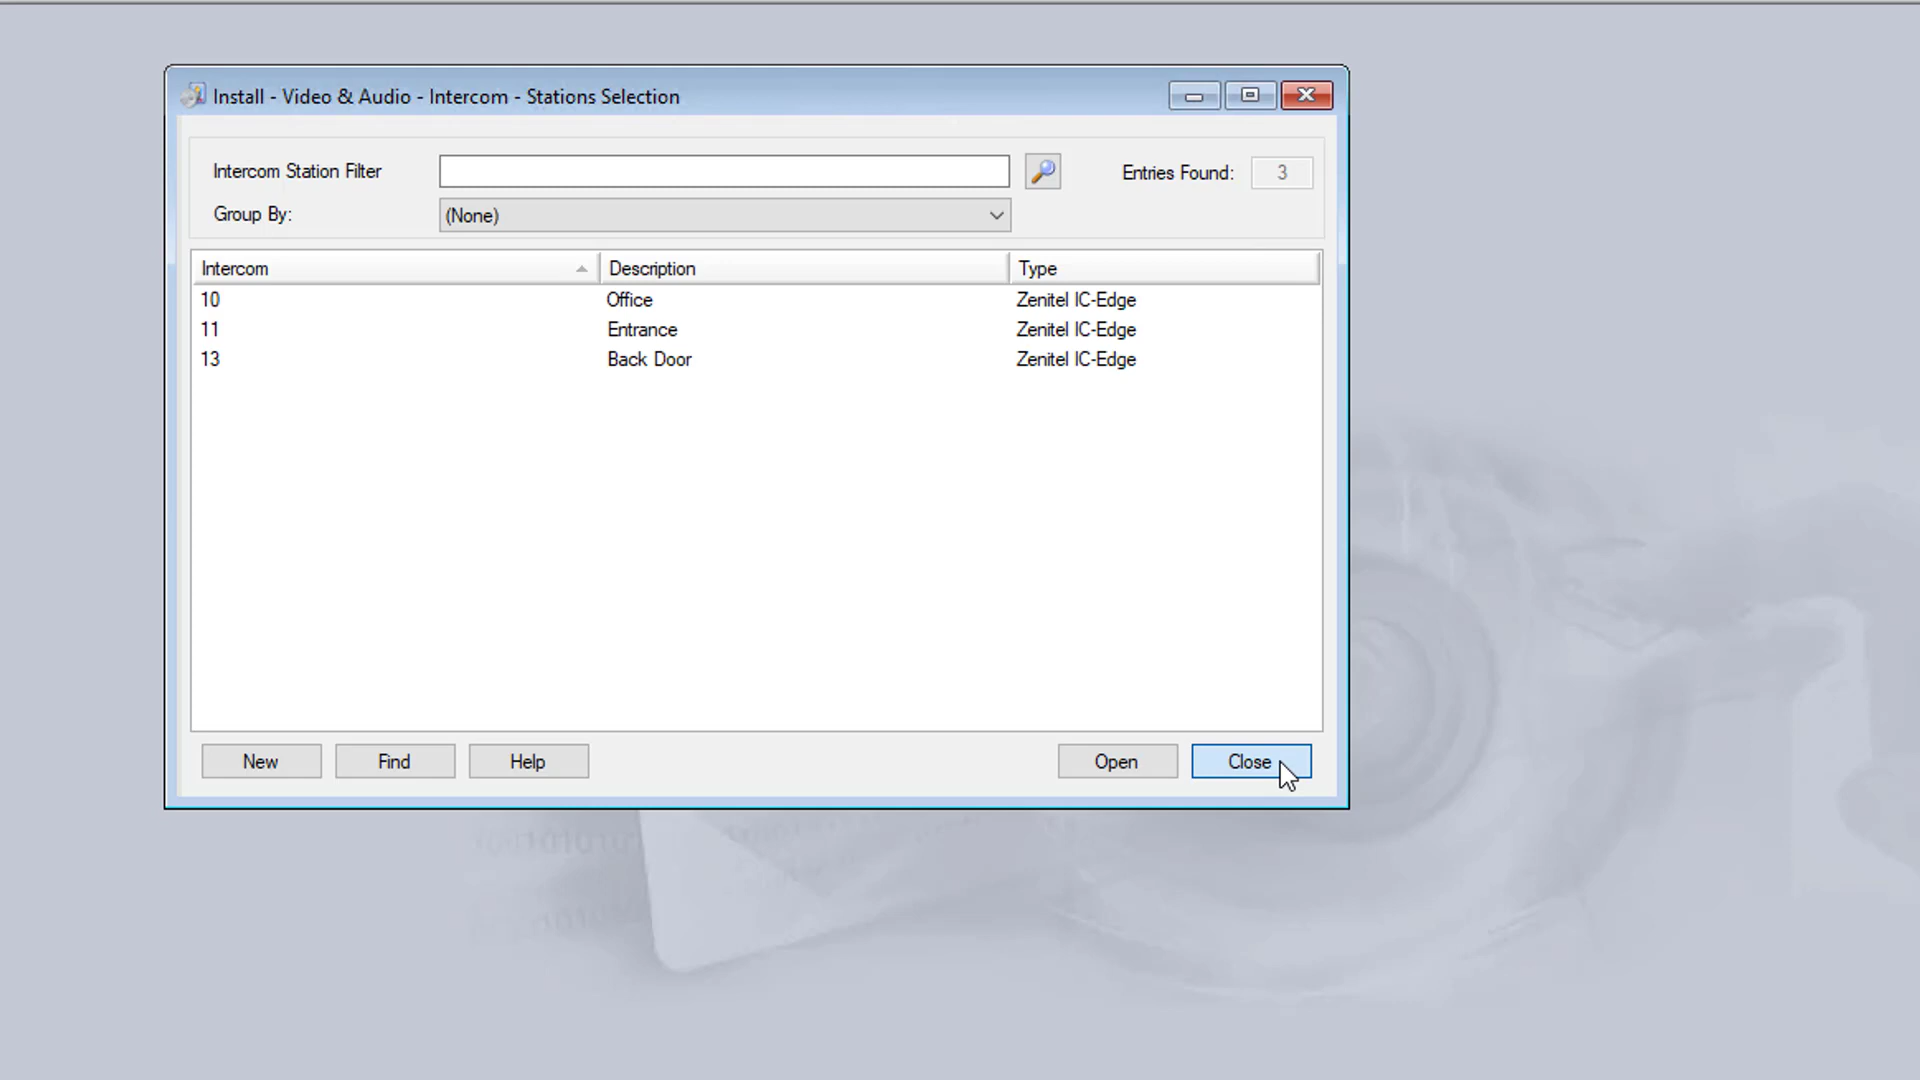 Install - Video & Audio - Intercom - Stations Selection
Intercom Station Filter
Entries Found: 3
Group By: (None)
Intercom Description Type
10 Office Zenitel IC-Edge
11 Entrance Zenitel IC-Edge
13 Back Door Zenitel IC-Edge
New Find Help Open Close